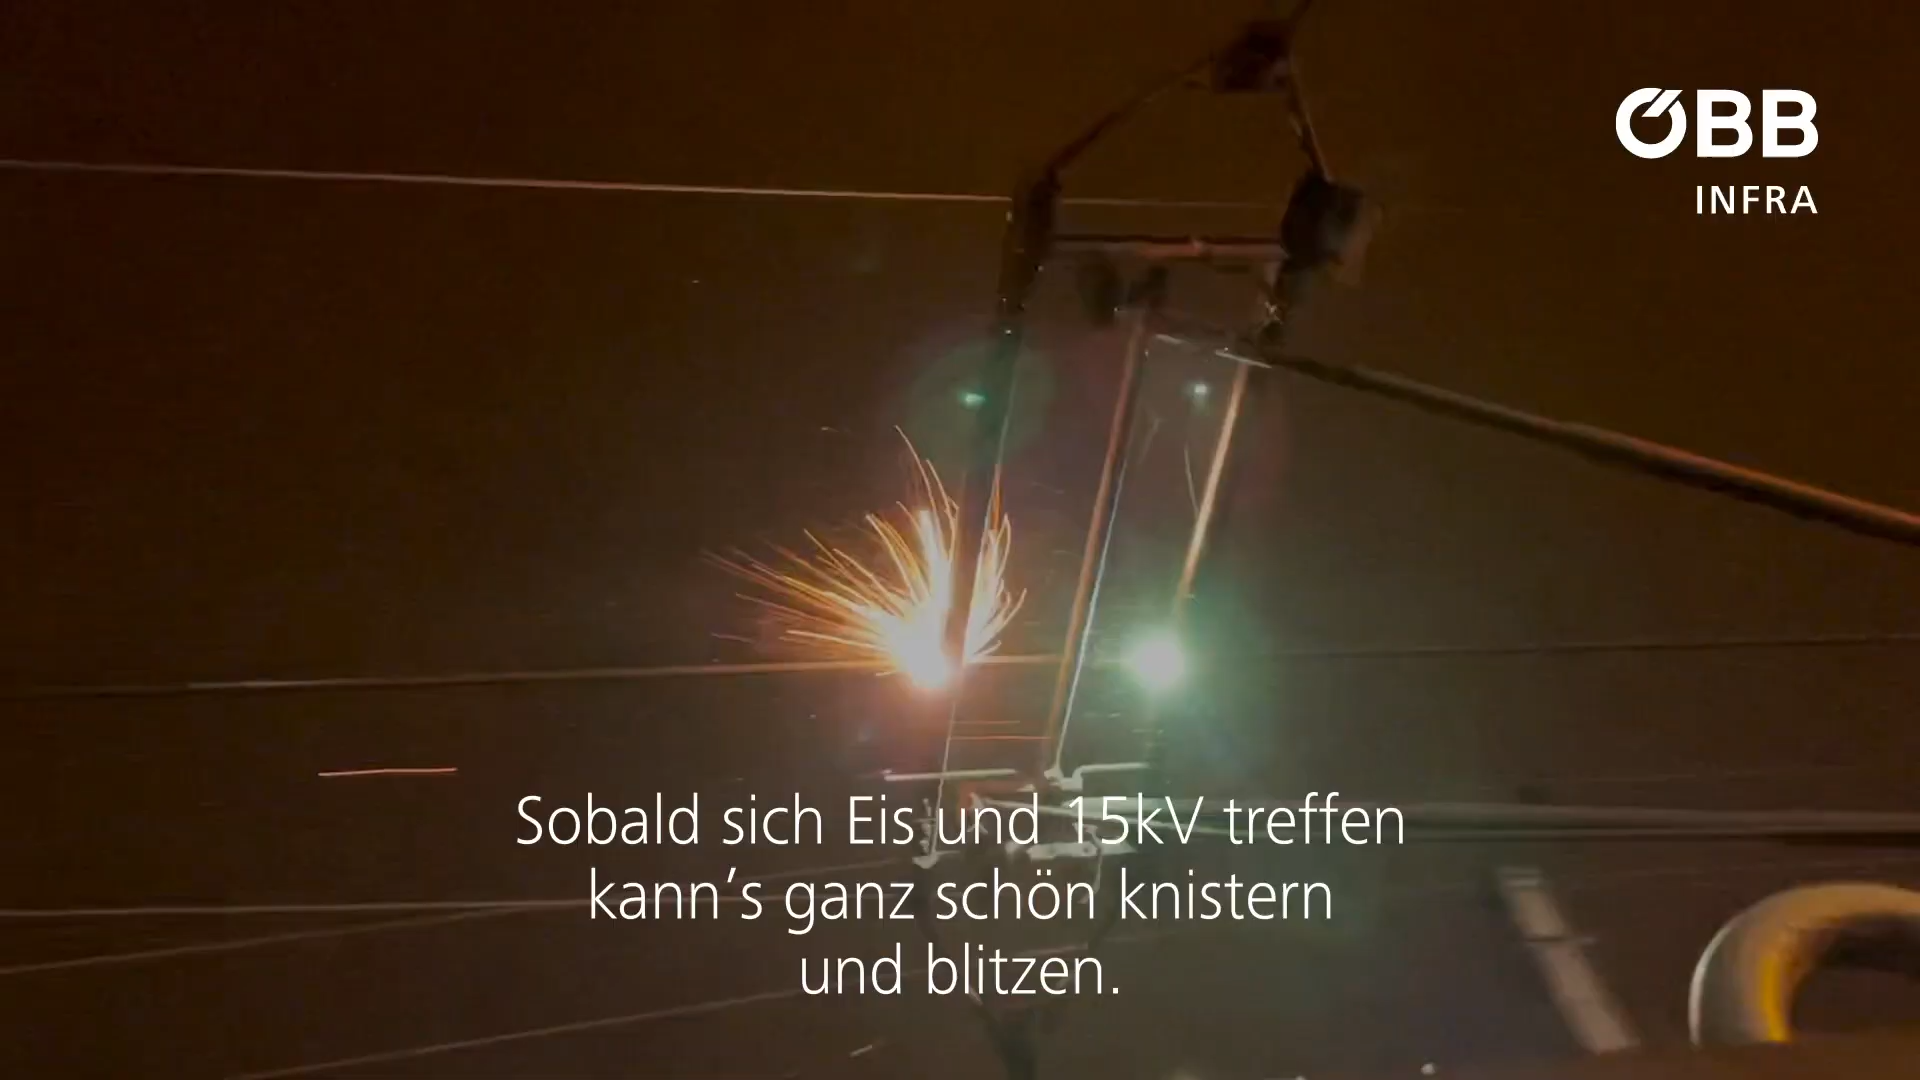 ÖBB
INFRA
Sobald sich Eis und 15kV treffen
kann’s ganz schön knistern
und blitzen.